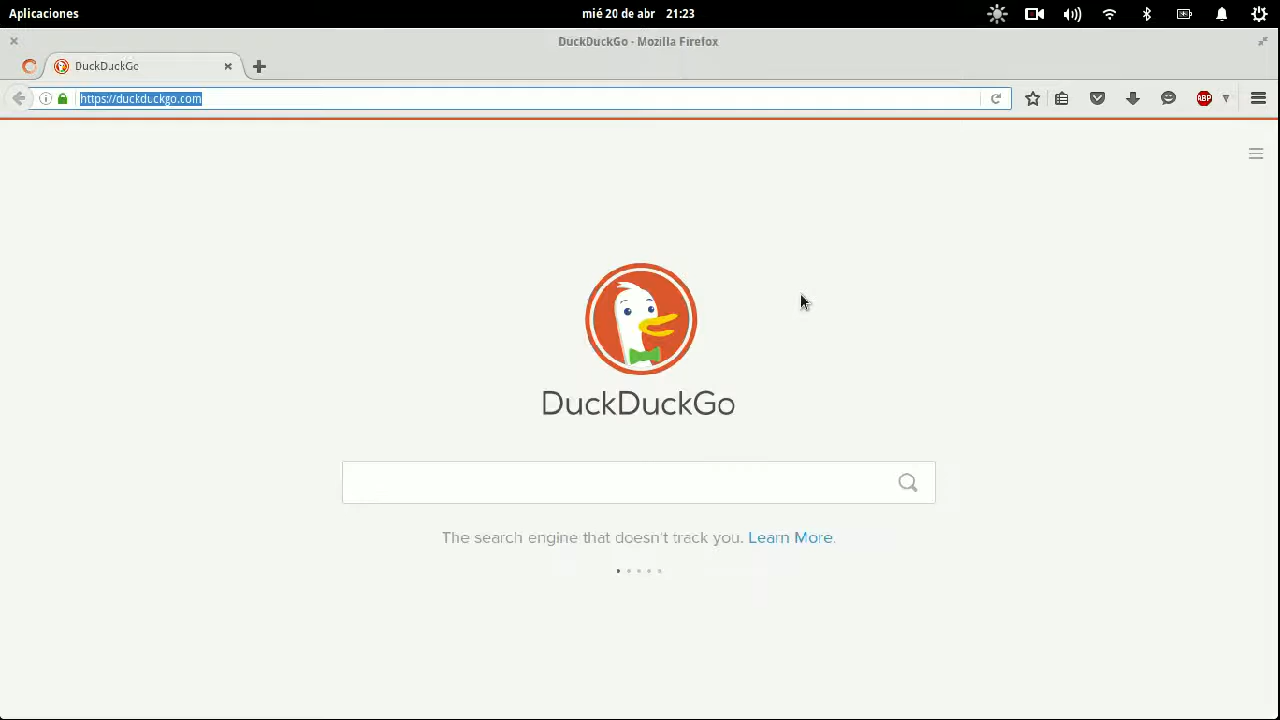 Aplicaciones
mié 20 de abr 21:23
DuckDuckGo - Mozilla Firefox
DuckDuckGo
https://duckduckgo.com
ABP
DuckDuckGo
The search engine that doesn't track you. Learn More.